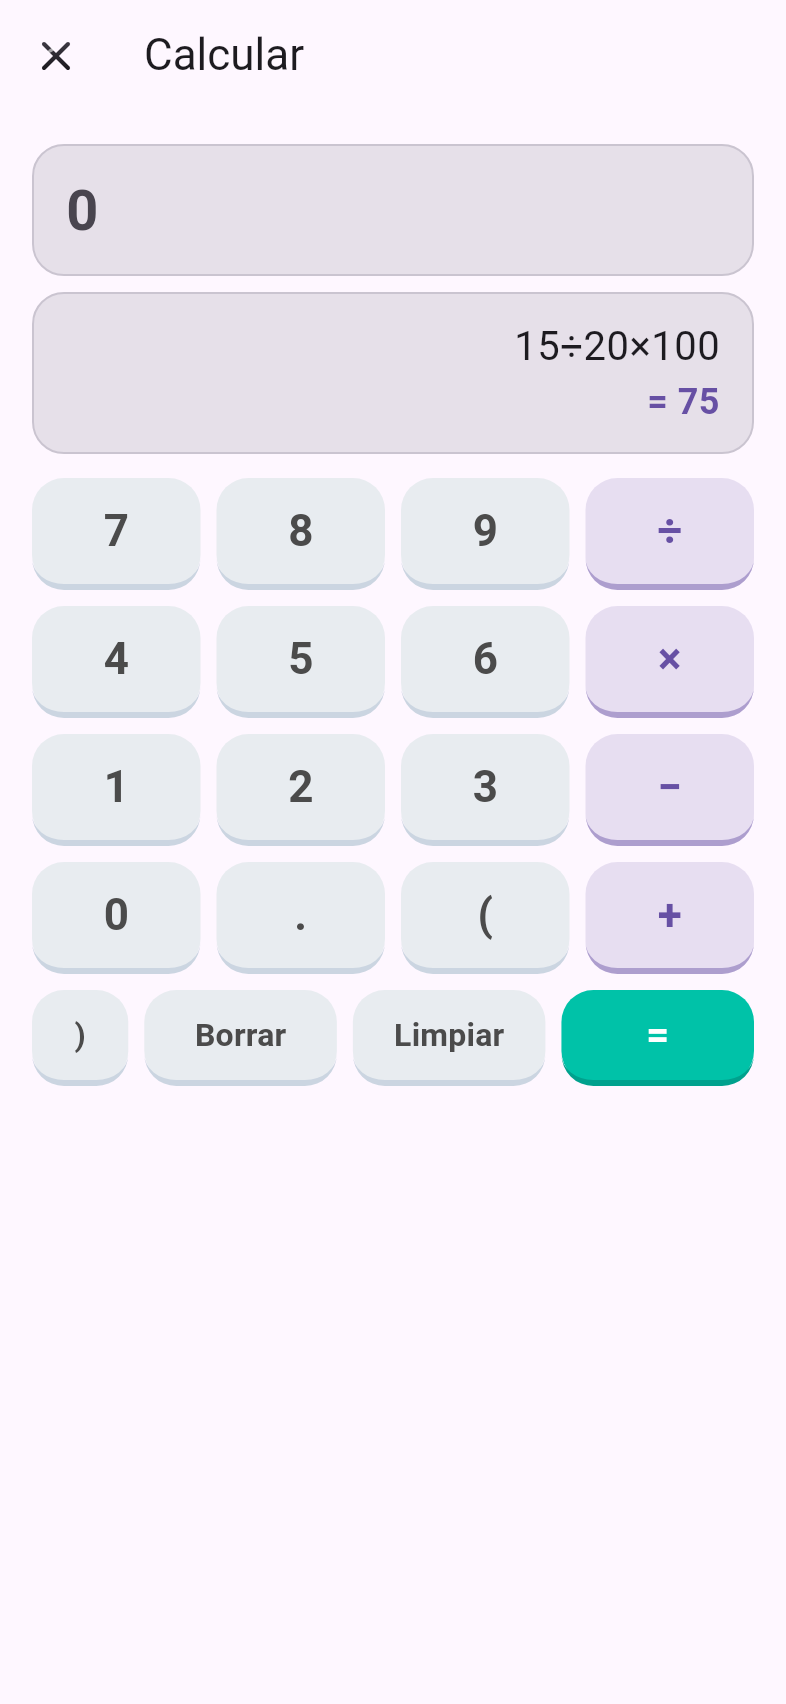 Calcular
0
15÷20×100
= 75
7 8 9 ÷
4 5 6 ×
1 2 3 −
0 . ( +
) Borrar Limpiar =